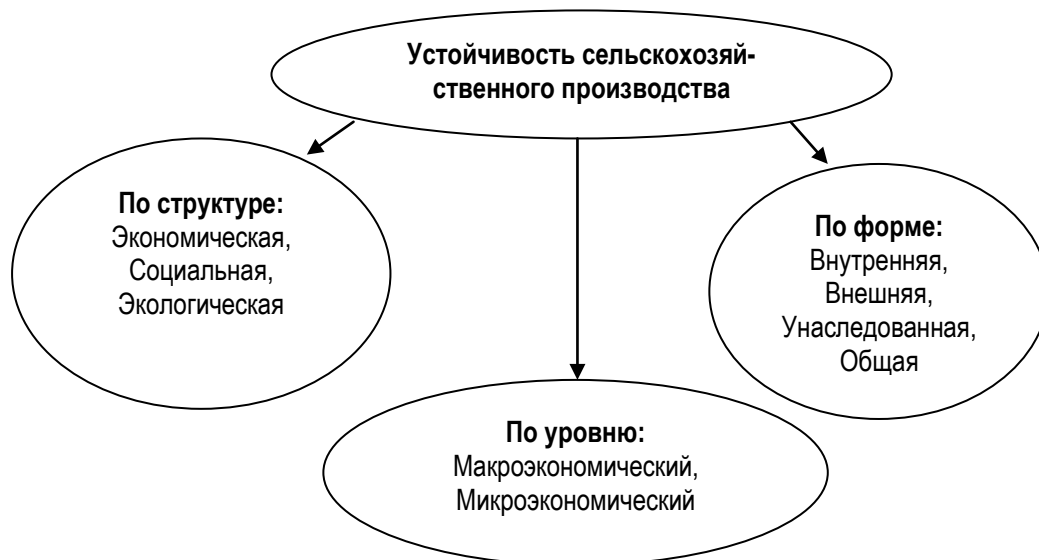 Устойчивость сельскохозяй-
ственного производства
По структуре:
Экономическая,
Социальная,
Экологическая
По форме:
Внутренняя,
Внешняя,
Унаследованная,
Общая
По уровню:
Макроэкономический,
Микроэкономический